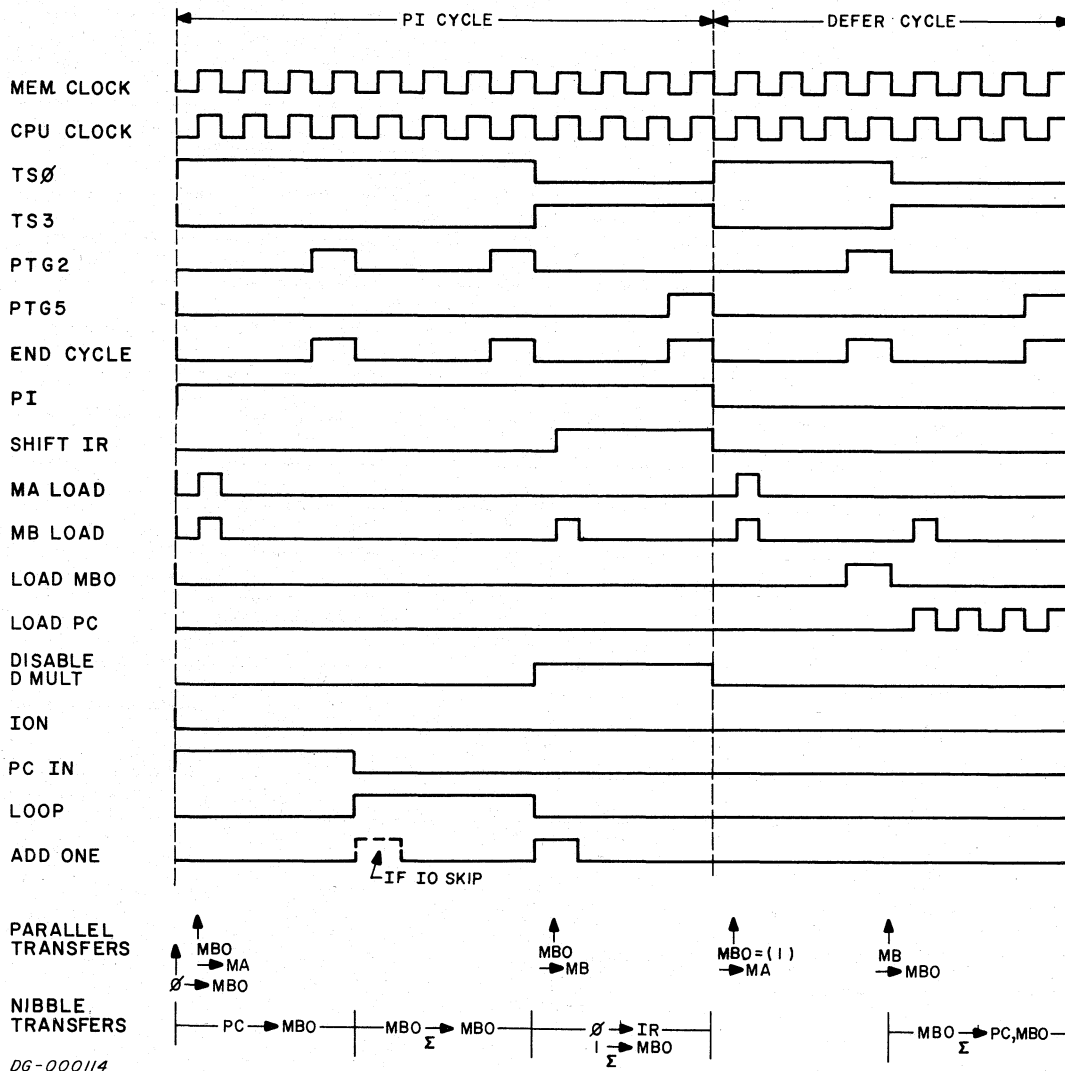 PI CYCLE DEFER CYCLE
MEM. CLOCK
CPU CLOCK
TSØ
TS3
PTG2
PTG5
END CYCLE
PI
SHIFT IR
MA LOAD
MB LOAD
LOAD MBO
LOAD PC
DISABLE
D MULT
ION
PC IN
LOOP
ADD ONE
IF IO SKIP
PARALLEL
TRANSFERS
MBO
→ MA
Ø → MBO
MBO
→ MB
MBO=(1)
→ MA
MB
→ MBO
NIBBLE
TRANSFERS
PC → MBO
MBO → MBO
Σ
Ø → IR
1 → MBO
Σ
MBO → PC,MBO
Σ
DG-000114